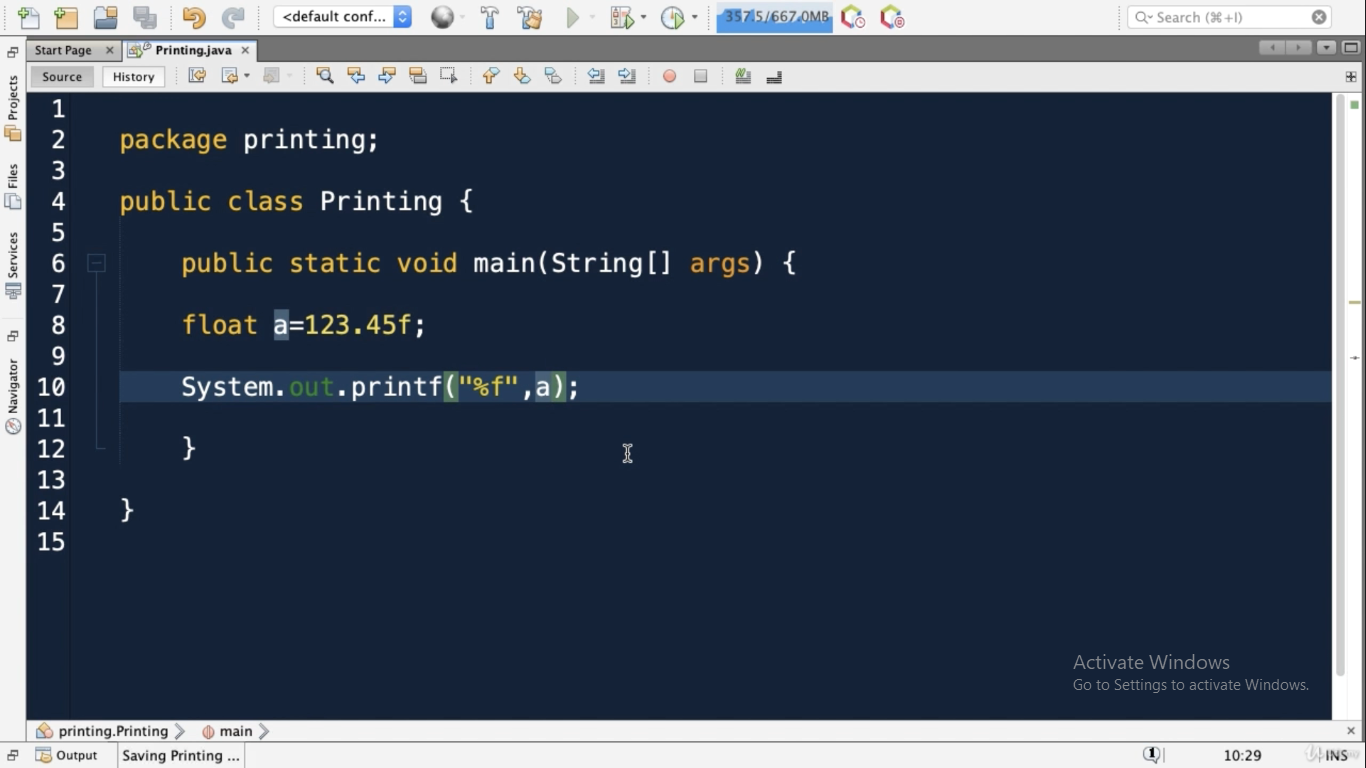 <default conf...
357.5/667.0MB
Search (⌘+I)
Start Page
Printing.java
Source
History
Projects
Files
Services
Navigator
1
2 package printing;
3
4 public class Printing {
5
6 public static void main(String[] args) {
7
8 float a=123.45f;
9
10 System.out.printf("%f",a);
11
12 }
13
14 }
15
Activate Windows
Go to Settings to activate Windows.
printing.Printing
main
Output
Saving Printing ...
1
10:29
INS